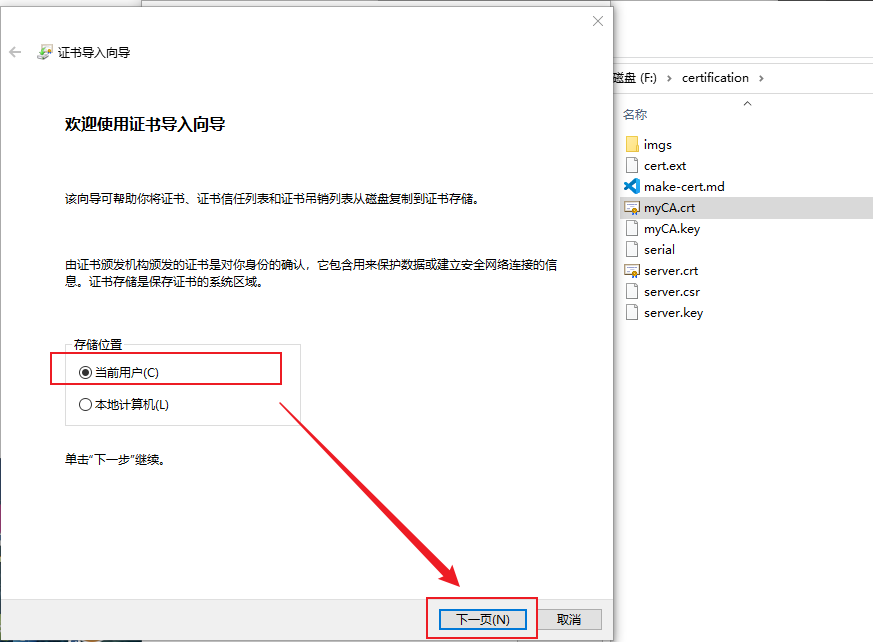 证书导入向导
欢迎使用证书导入向导
该向导可帮助你将证书、证书信任列表和证书吊销列表从磁盘复制到证书存储。
由证书颁发机构颁发的证书是对你身份的确认，它包含用来保护数据或建立安全网络连接的信
息。证书存储是保存证书的系统区域。
存储位置
当前用户(C)
本地计算机(L)
单击“下一步”继续。
下一页(N)
取消
磁盘 (F:)
certification
名称
imgs
cert.ext
make-cert.md
myCA.crt
myCA.key
serial
server.crt
server.csr
server.key